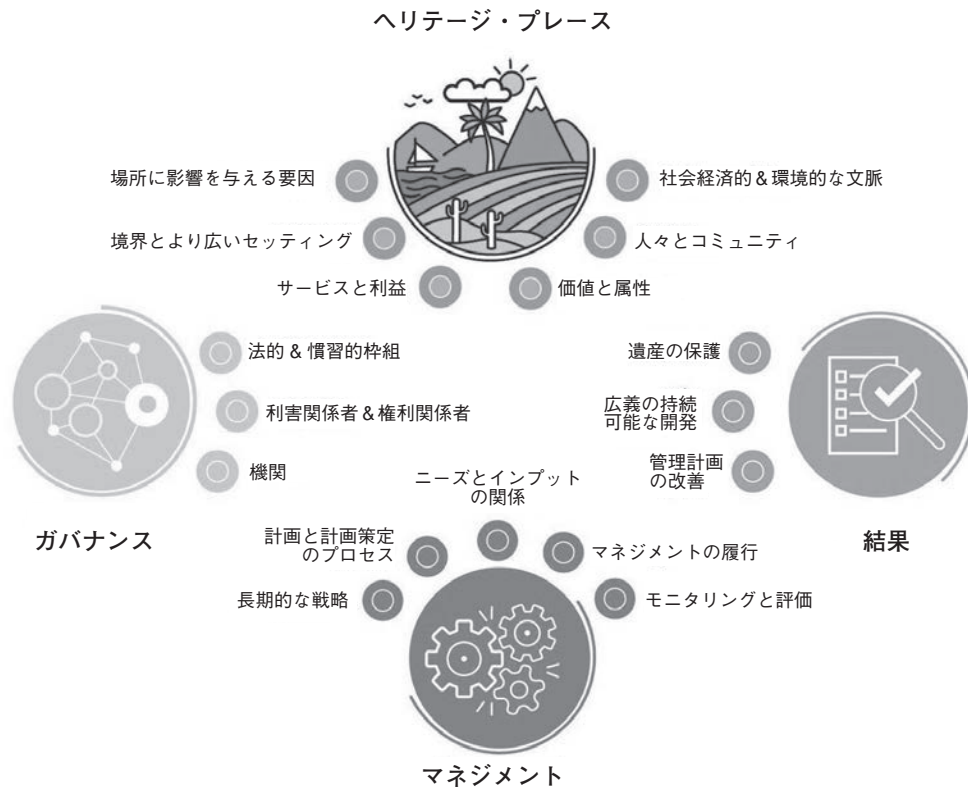 ヘリテージ・プレース
場所に影響を与える要因
社会経済的&環境的な文脈
境界とより広いセッティング
人々とコミュニティ
サービスと利益
価値と属性
法的 & 慣習的枠組
遺産の保護
利害関係者 & 権利関係者
広義の持続
可能な開発
機関
管理計画
の改善
ガバナンス
結果
ニーズとインプット
の関係
計画と計画策定
のプロセス
マネジメントの履行
長期的な戦略
モニタリングと評価
マネジメント